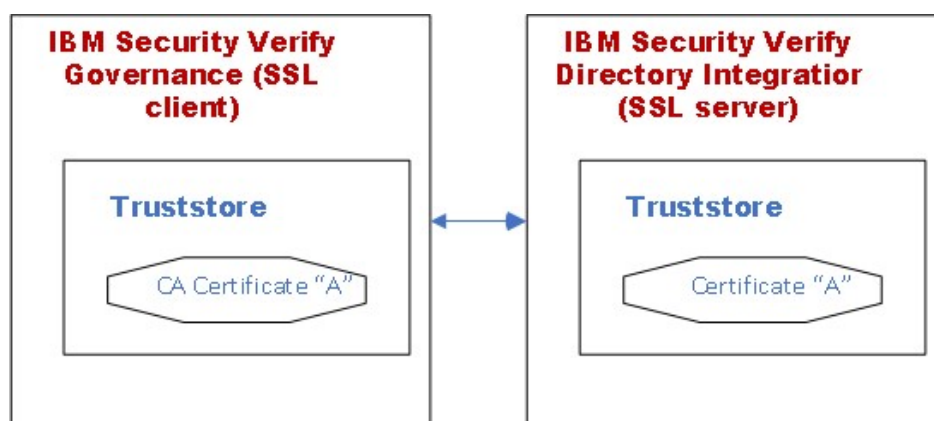 IBM Security Verify
Governance (SSL
client)
Truststore
CA Certificate “A”
IBM Security Verify
Directory Integratior
(SSL server)
Truststore
Certificate “A”